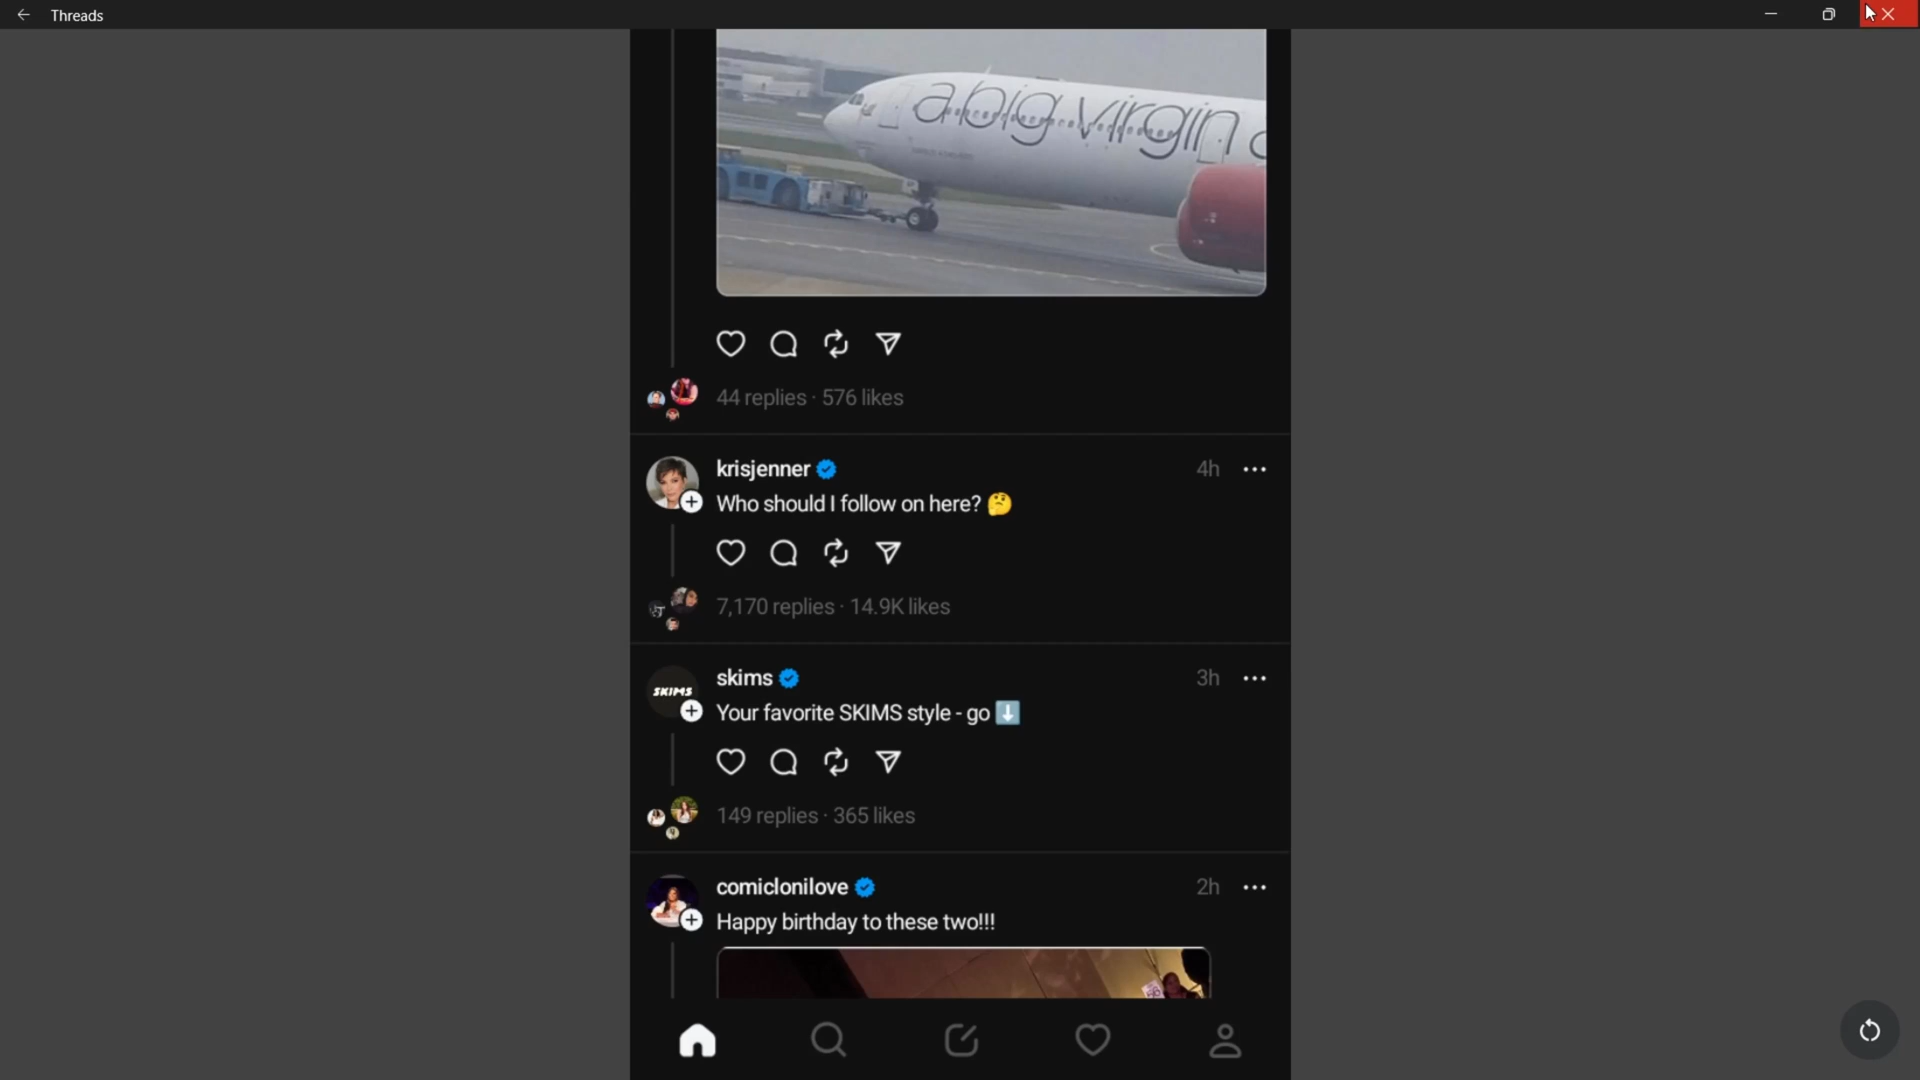 Threads
a big virgin
44 replies · 576 likes
krisjenner
4h
Who should I follow on here? 🤔
7,170 replies · 14.9K likes
SKIMS
skims
3h
Your favorite SKIMS style - go ⬇️
149 replies · 365 likes
comiclonilove
2h
Happy birthday to these two!!!